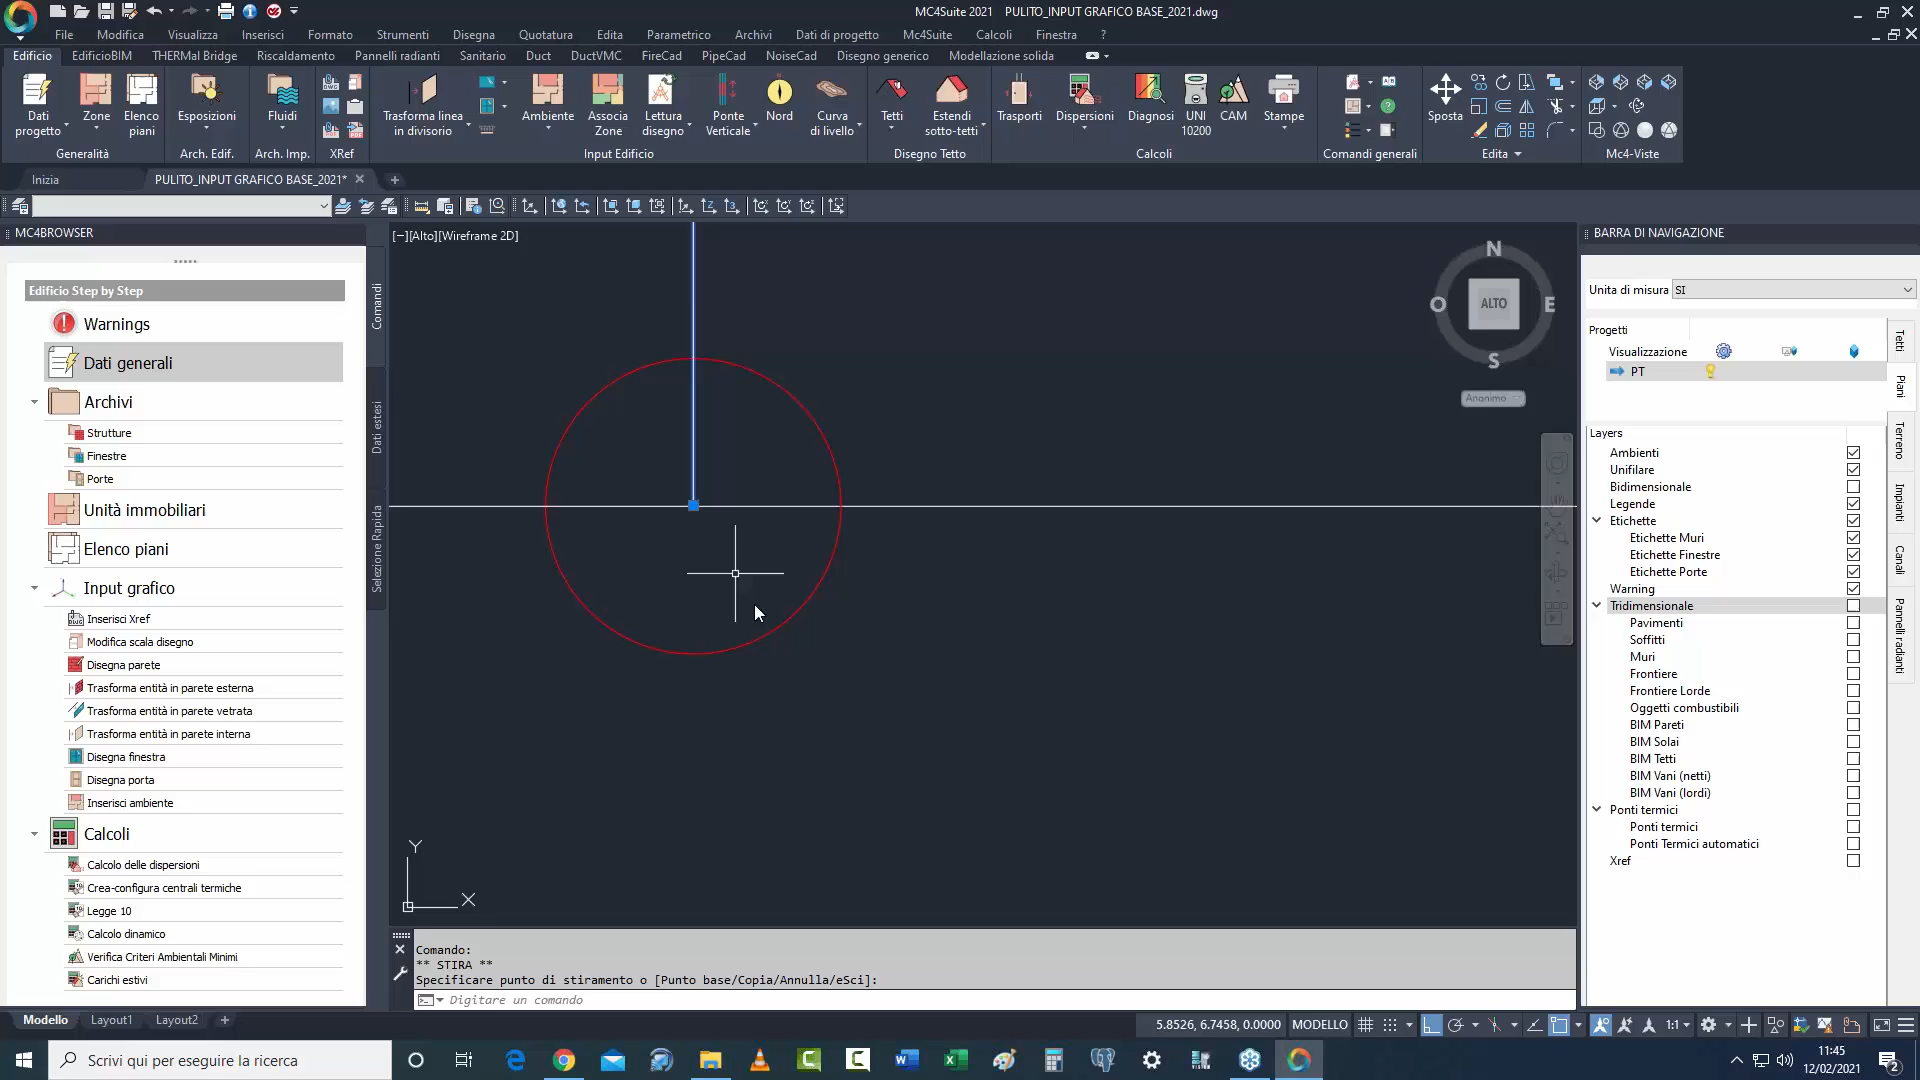 MC4Suite 2021 PULITO_INPUT GRAFICO BASE_2021.dwg
File Modifica Visualizza Inserisci Formato Strumenti Disegna Quotatura Edita Parametrico Archivi Dati di progetto Mc4Suite Calcoli Finestra ?
Edificio EdificioBIM THERMal Bridge Riscaldamento Pannelli radianti Sanitario Duct DuctVMC FireCad PipeCad NoiseCad Disegno generico Modellazione solida
Dati progetto Zone Elenco piani Esposizioni Fluidi Trasforma linea in divisorio Ambiente Associa Zone Lettura disegno Ponte Verticale Nord Curva di livello Tetti Estendi sotto-tetti Trasporti Dispersioni Diagnosi UNI 10200 CAM Stampe Sposta
Generalità Arch. Edif. Arch. Imp. XRef Input Edificio Disegno Tetto Calcoli Comandi generali Edita Mc4-Viste
Inizia PULITO_INPUT GRAFICO BASE_2021*
MC4BROWSER
Edificio Step by Step
Warnings
Dati generali
Archivi
Strutture
Finestre
Porte
Unità immobiliari
Elenco piani
Input grafico
Inserisci Xref
Modifica scala disegno
Disegna parete
Trasforma entità in parete esterna
Trasforma entità in parete vetrata
Trasforma entità in parete interna
Disegna finestra
Disegna porta
Inserisci ambiente
Calcoli
Calcolo delle dispersioni
Crea-configura centrali termiche
Legge 10
Calcolo dinamico
Verifica Criteri Ambientali Minimi
Carichi estivi
Comandi
Dati estesi
Selezione Rapida
[−][Alto][Wireframe 2D]
N
O ALTO E
S
Anonimo
Y
X
Comando:
** STIRA **
Specificare punto di stiramento o [Punto base/Copia/Annulla/eSci]:
Digitare un comando
BARRA DI NAVIGAZIONE
Unita di misura SI
Progetti
Visualizzazione
PT
Layers
Ambienti
Unifilare
Bidimensionale
Legende
Etichette
Etichette Muri
Etichette Finestre
Etichette Porte
Warning
Tridimensionale
Pavimenti
Soffitti
Muri
Frontiere
Frontiere Lorde
Oggetti combustibili
BIM Pareti
BIM Solai
BIM Tetti
BIM Vani (netti)
BIM Vani (lordi)
Ponti termici
Ponti termici
Ponti Termici automatici
Xref
Tetti
Piani
Terreno
Impianti
Canali
Pannelli radianti
Modello Layout1 Layout2
5.8526, 6.7458, 0.0000 MODELLO 1:1
Scrivi qui per eseguire la ricerca
11:45
12/02/2021
2